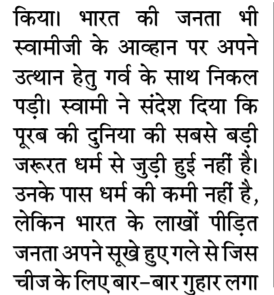 किया। भारत की जनता भी
स्वामीजी के आव्हान पर अपने
उत्थान हेतु गर्व के साथ निकल
पड़ी। स्वामी ने संदेश दिया कि
पूरब की दुनिया की सबसे बड़ी
जरूरत धर्म से जुड़ी हुई नहीं है।
उनके पास धर्म की कमी नहीं है,
लेकिन भारत के लाखों पीड़ित
जनता अपने सूखे हुए गले से जिस
चीज के लिए बार-बार गुहार लगा